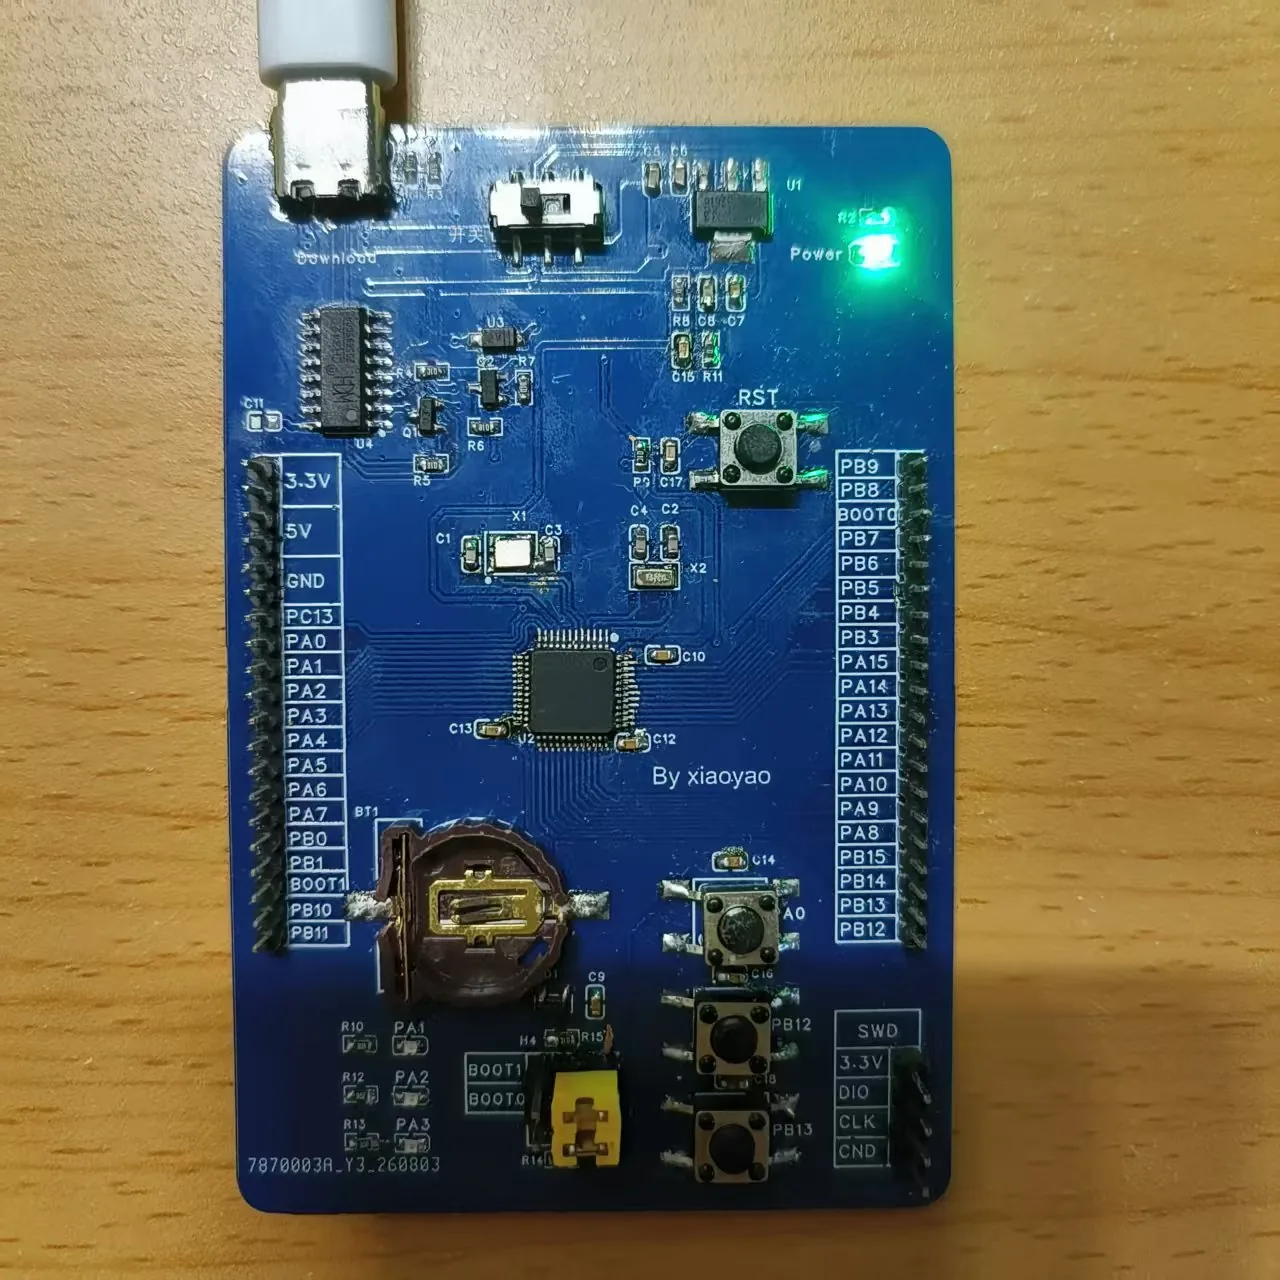 C5 C6
U1
R3
R2
开关
Download
Power
R8 C8 C7
U3
Q2 R7
C15 R11
R4
RST
C11
Q1
U4
R6
R5
R9 C17
3.3V
5V
GND
PC13
PA0
PA1
PA2
PA3
PA4
PA5
PA6
PA7
PB0
PB1
BOOT1
PB10
PB11
PB9
PB8
BOOT0
PB7
PB6
PB5
PB4
PB3
PA15
PA14
PA13
PA12
PA11
PA10
PA9
PA8
PB15
PB14
PB13
PB12
X1
C4 C2
C1
C3
X2
C10
C13
U2
C12
By xiaoyao
BT1
C14
A0
C16
C9
R10 PA1
H4
R15
PB12
BOOT1
BOOT0
C18
R12 PA2
R13 PA3
PB13
R14
SWD
3.3V
DIO
CLK
GND
7870003A_Y3_260803